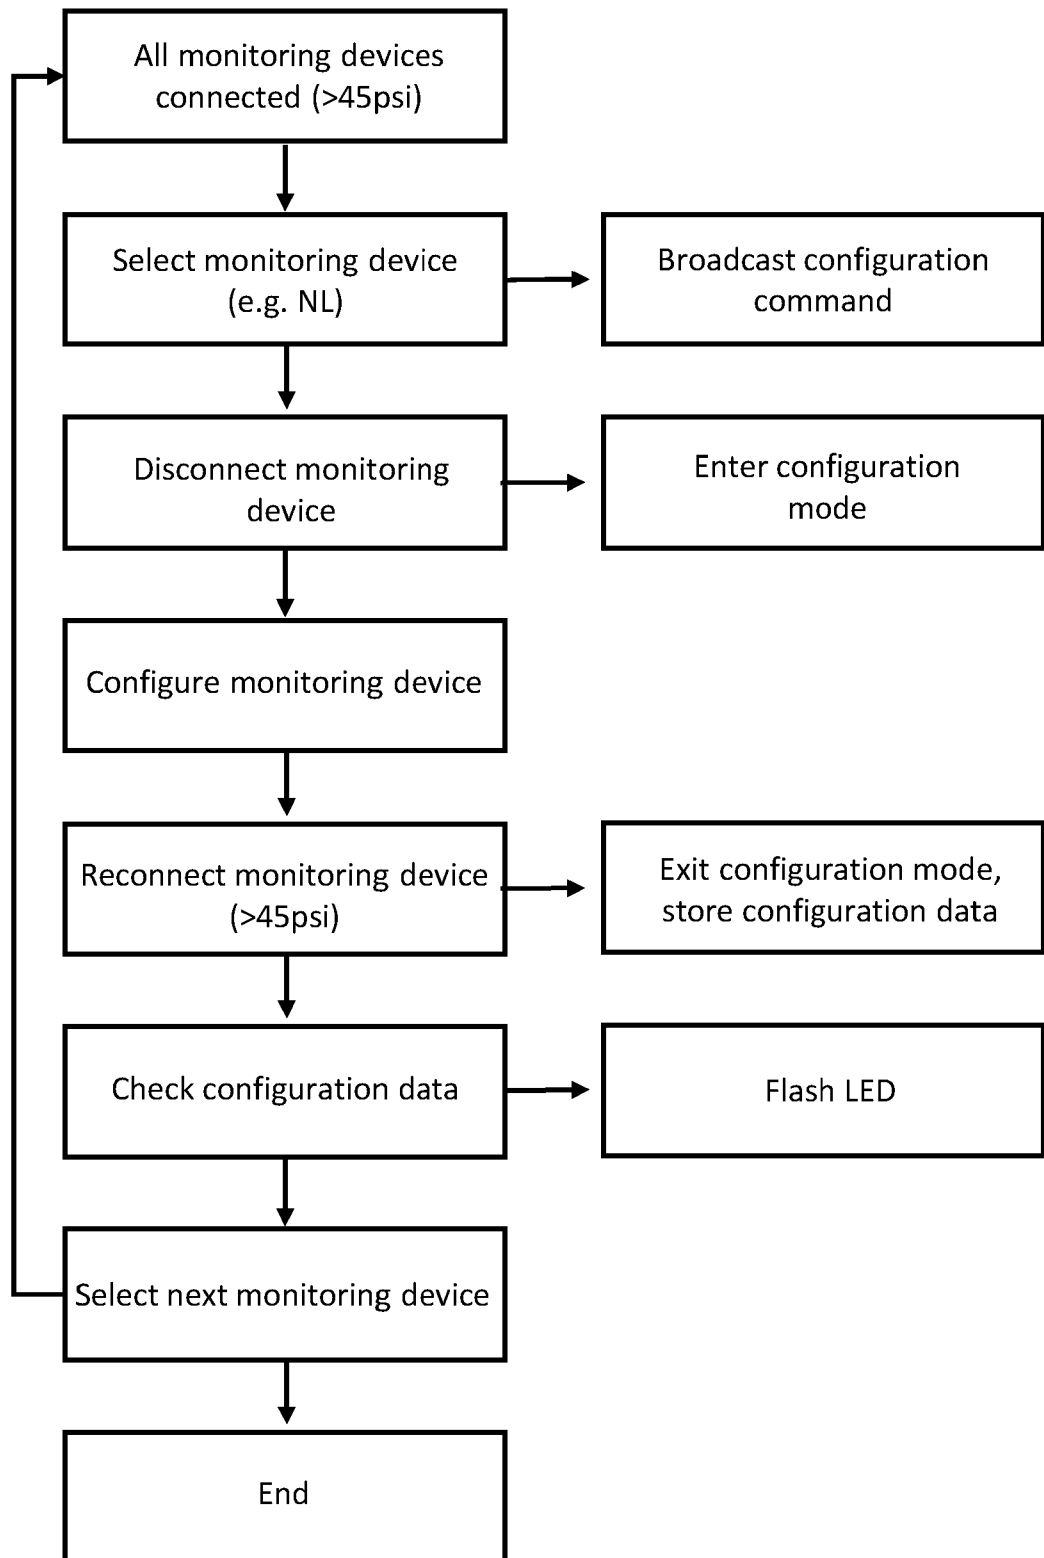 All monitoring devices
connected (>45psi)
Select monitoring device
(e.g. NL)
Broadcast configuration
command
Disconnect monitoring
device
Enter configuration
mode
Configure monitoring device
Reconnect monitoring device
(>45psi)
Exit configuration mode,
store configuration data
Check configuration data
Flash LED
Select next monitoring device
End